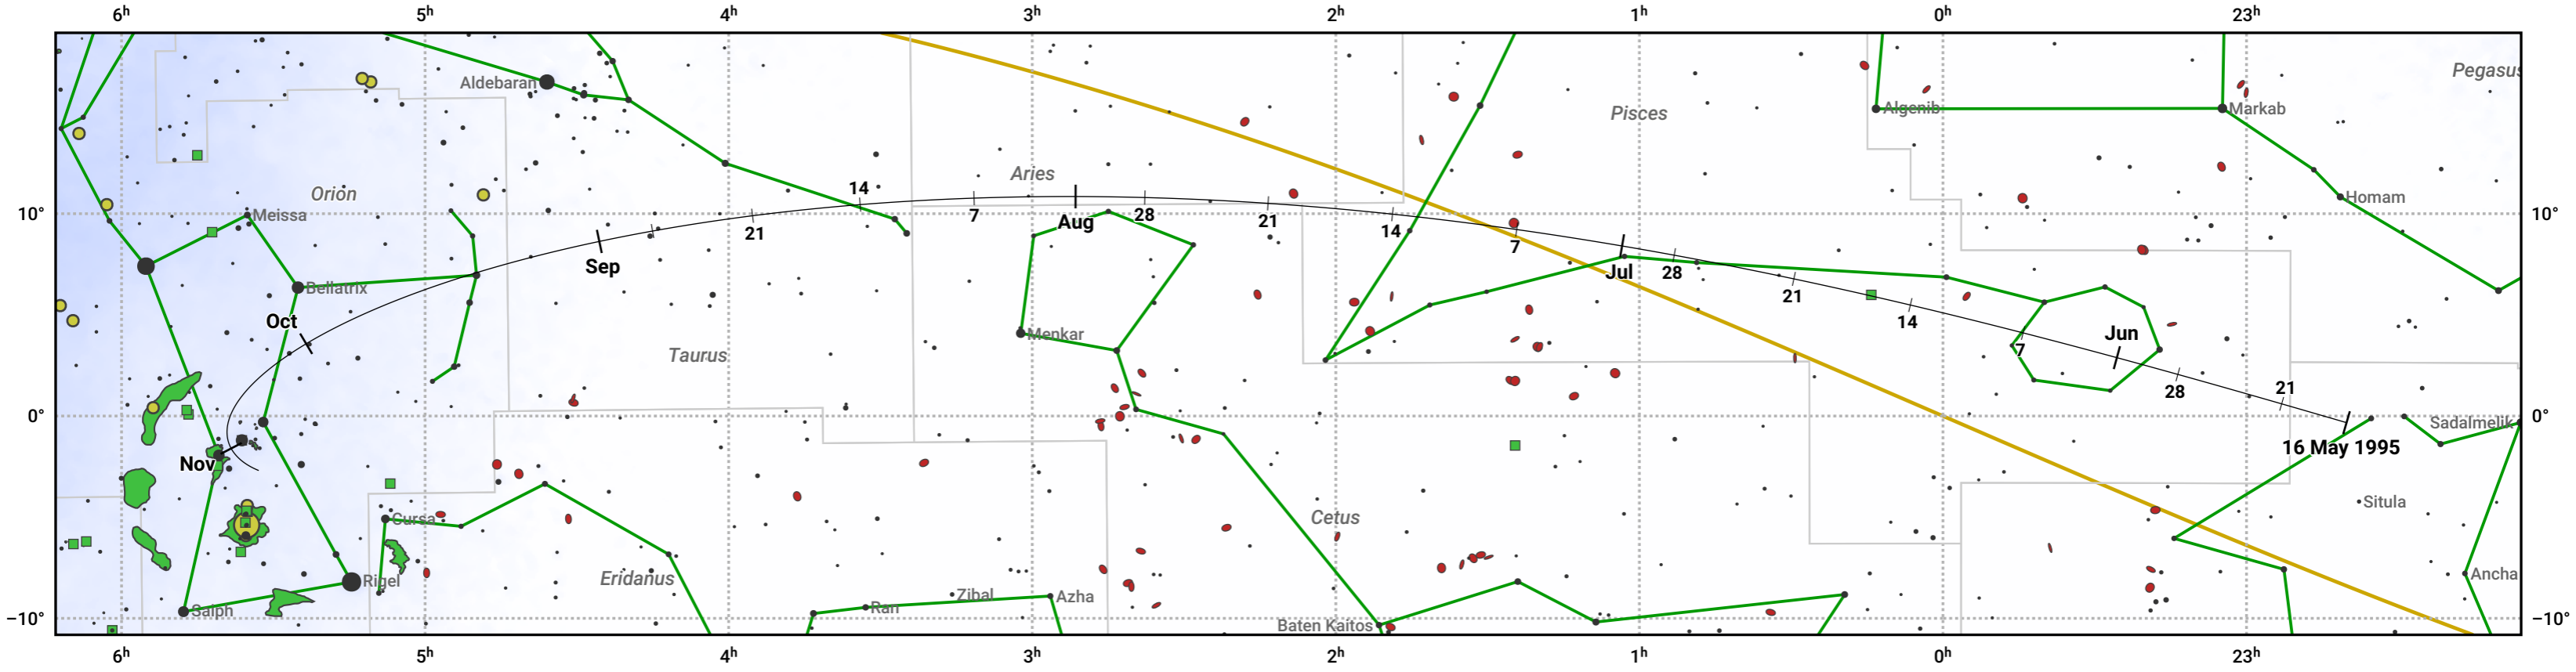 6h 5h 4h 3h 2h 1h 0h 23h
Pegasus
Aldebaran
Algenib
Markab
Pisces
Aries
Orion
14
Homam
Meissa
10°
7
Aug
28
21
14
7
10°
21
Sep
Jul
28
Bellatrix
21
Oct
14
Jun
Menkar
7
Taurus
21
28
0°
0°
Sadalmelik
16 May 1995
Nov
Situla
Cursa
Cetus
Eridanus
Rigel
Ancha
Zibal
Azha
Saiph
Ran
−10°
Baten Kaitos
−10°
6h 5h 4h 3h 2h 1h 0h 23h